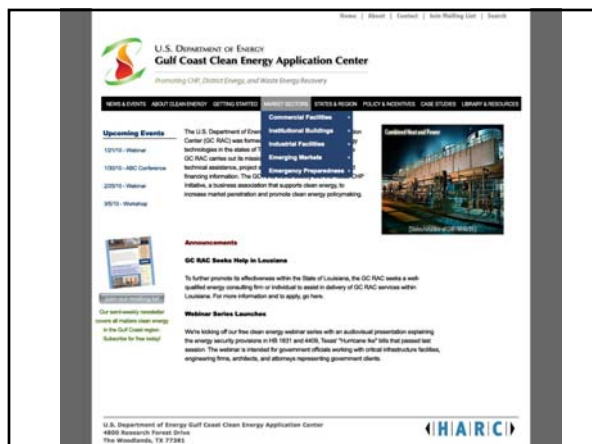 Home | About | Contact | Join Mailing List | Search
U.S. DEPARTMENT OF ENERGY
Gulf Coast Clean Energy Application Center
Promoting CHP, District Energy, and Waste Energy Recovery
NEWS & EVENTS ABOUT CLEAN ENERGY GETTING STARTED MARKET SECTORS STATES & REGION POLICY & INCENTIVES CASE STUDIES LIBRARY & RESOURCES
Commercial Facilities
Institutional Buildings
Industrial Facilities
Emerging Markets
Emergency Preparedness
Upcoming Events
1/21/10 - Webinar
1/30/10 - ABC Conference
2/25/10 - Webinar
3/5/10 - Workshop
The U.S. Department of Ener
Center (GC RAC) was forme
technologies in the states of T
GC RAC carries out its missi
technical assistance, project
financing information. The GC CHP
Initiative, a business association that supports clean energy, to
increase market penetration and promote clean energy policymaking.
Combined Heat and Power
Announcements
GC RAC Seeks Help in Lousiana
To further promote its effectiveness within the State of Louisiana, the GC RAC seeks a well-
qualified energy consulting firm or individual to assist in delivery of GC RAC services within
Louisiana. For more information and to apply, go here.
Webinar Series Launches
We're kicking off our free clean energy webinar series with an audiovisual presentation explaining
the energy security provisions in HB 1831 and 4409, Texas' "Hurricane Ike" bills that passed last
session. The webinar is intended for government officials working with critical infrastructure facilities,
engineering firms, architects, and attorneys representing government clients.
Join our mailing list
Our semi-weekly newsletter
covers all matters clean energy
in the Gulf Coast region.
Subscribe for free today!
U.S. Department of Energy Gulf Coast Clean Energy Application Center
4800 Research Forest Drive
The Woodlands, TX 77381
HARC